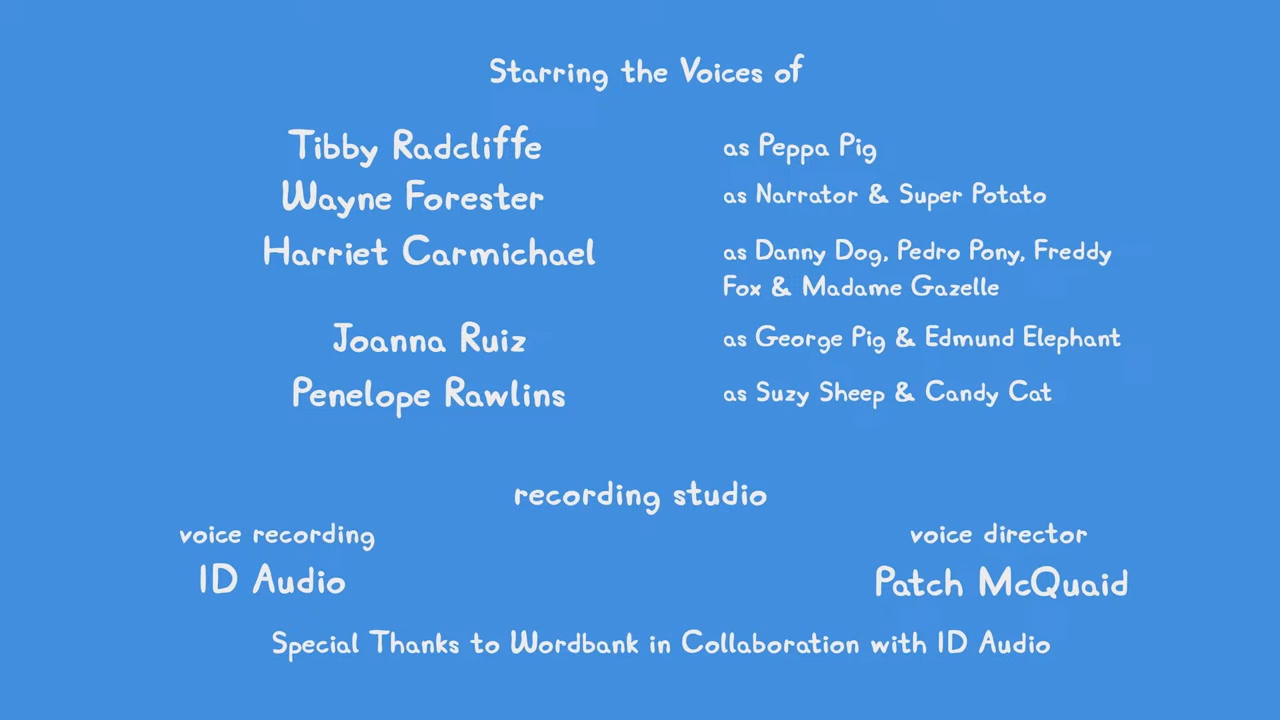 Starring the Voices of
Tibby Radcliffe as Peppa Pig
Wayne Forester as Narrator & Super Potato
Harriet Carmichael as Danny Dog, Pedro Pony, Freddy
Fox & Madame Gazelle
Joanna Ruiz as George Pig & Edmund Elephant
Penelope Rawlins as Suzy Sheep & Candy Cat
recording studio
voice recording voice director
ID Audio Patch McQuaid
Special Thanks to Wordbank in Collaboration with ID Audio